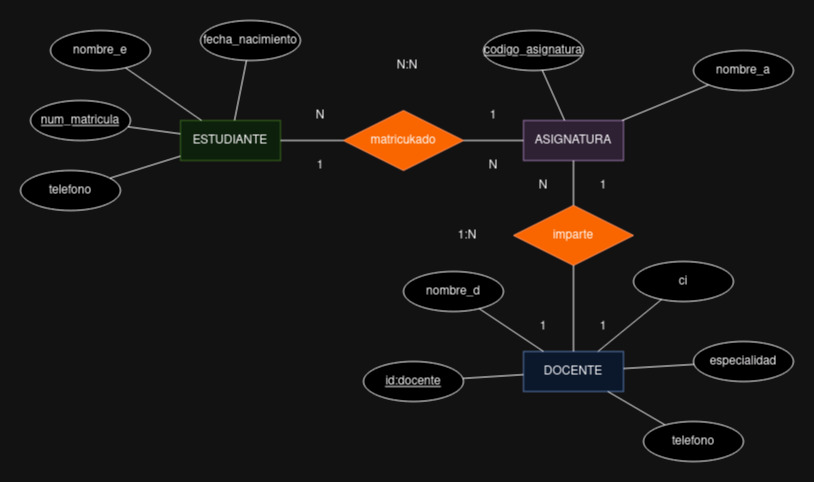 nombre_e
fecha_nacimiento
N:N
codigo_asignatura
nombre_a
num_matricula
N
1
ESTUDIANTE
matricukado
ASIGNATURA
1
N
telefono
N
1
1:N
imparte
nombre_d
ci
1
1
id:docente
DOCENTE
especialidad
telefono